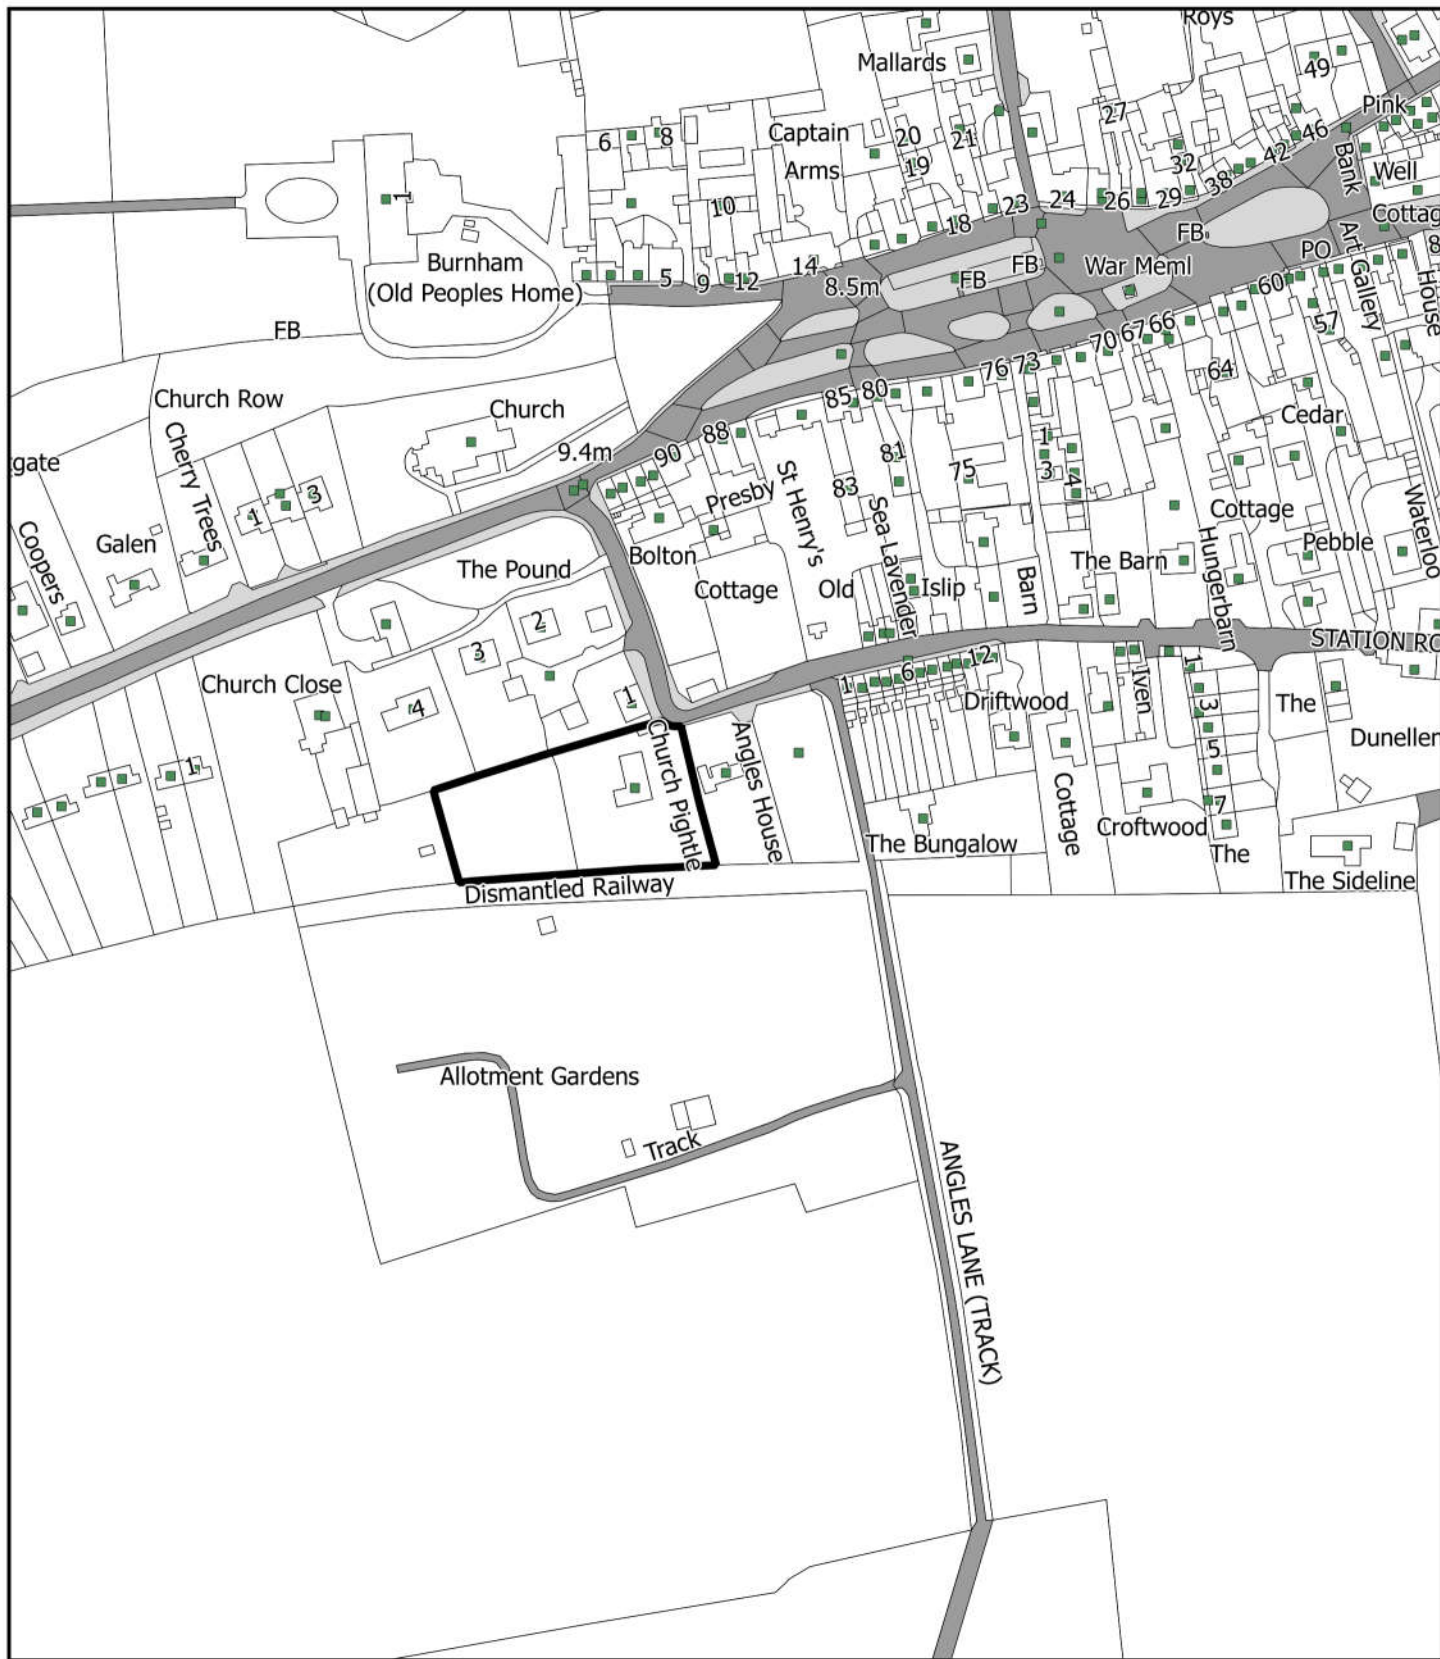 Roys
Mallards
49
Pink
27
Captain
Arms
6
8
20
21
19
46
42
32
Bank
Well
38
1
10
18
23
24
26
29
Cottag
FB
PO
Art Gallery
8
Burnham
(Old Peoples Home)
5
9
12
14
8.5m
FB
FB
War Meml
60
House
57
FB
70
67
66
76
73
64
85
80
Church Row
Church
88
Cedar
Cherry Trees
9.4m
90
1
81
kgate
3
1
Presby
St Henry's
83
75
3
4
Sea Lavender
Cottage
Waterloo
Coopers
Galen
Bolton
The Pound
Cottage
Old
Islip
Barn
The Barn
Hungerbarn
Pebble
2
3
STATION RO
Church Close
4
1
1
6
12
Driftwood
Iven
1
3
The
Church Pightle
Angles House
5
Duneller
1
Cottage
Croftwood
7
The Bungalow
The
The Sideline
Dismantled Railway
Allotment Gardens
Track
ANGLES LANE (TRACK)